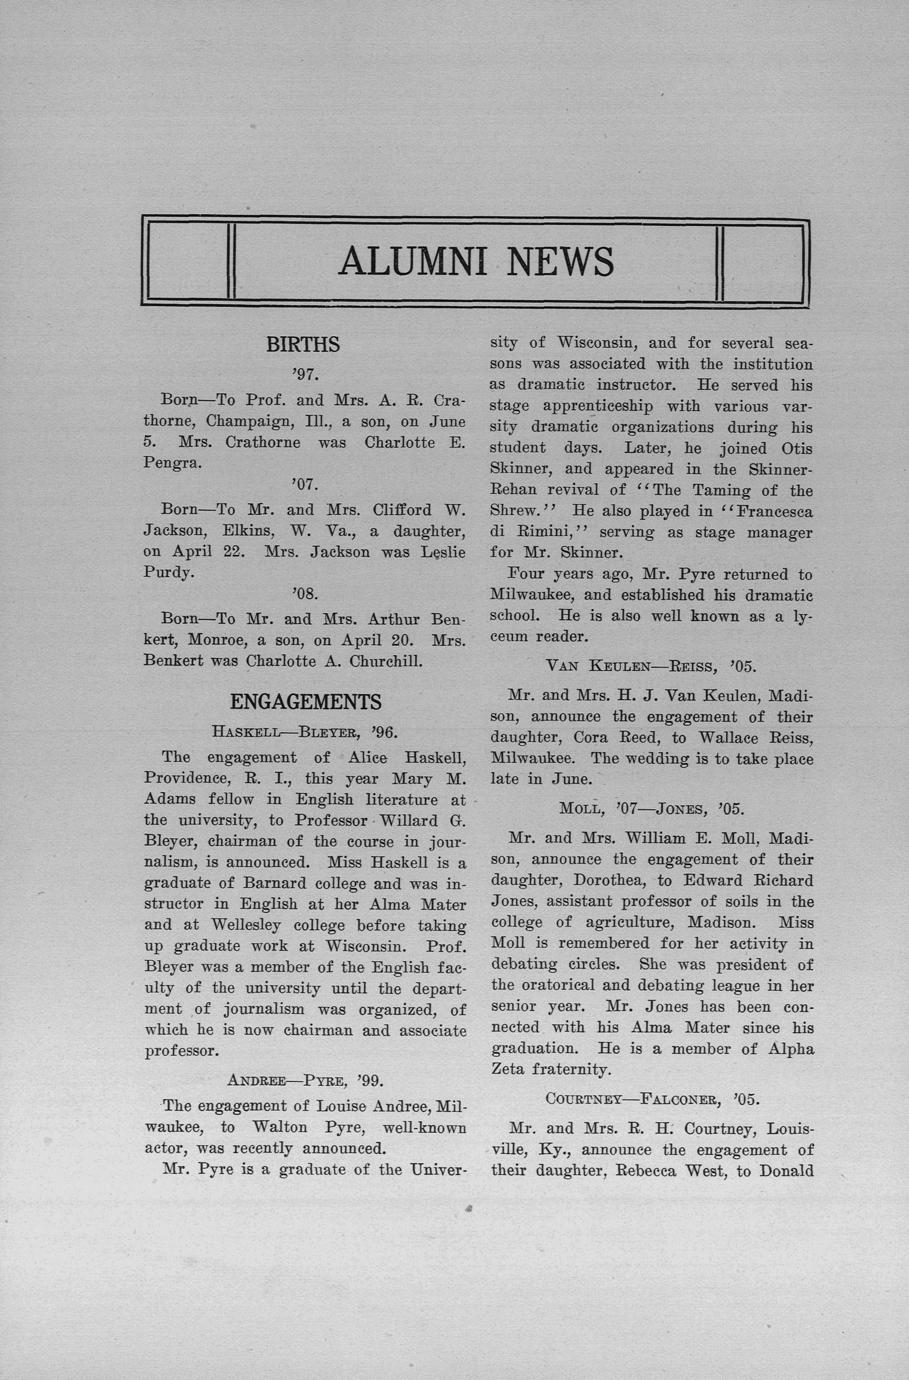 ALUMNI NEWS
BIRTHS
'97.
Born—To Prof. and Mrs. A. R. Cra-
thorne, Champaign, Ill., a son, on June
5. Mrs. Crathorne was Charlotte E.
Pengra.
'07.
Born—To Mr. and Mrs. Clifford W.
Jackson, Elkins, W. Va., a daughter,
on April 22. Mrs. Jackson was Leslie
Purdy.
'08.
Born—To Mr. and Mrs. Arthur Ben-
kert, Monroe, a son, on April 20. Mrs.
Benkert was Charlotte A. Churchill.
ENGAGEMENTS
HASKELL—BLEYER, '96.
The engagement of Alice Haskell,
Providence, R. I., this year Mary M.
Adams fellow in English literature at
the university, to Professor Willard G.
Bleyer, chairman of the course in jour-
nalism, is announced. Miss Haskell is a
graduate of Barnard college and was in-
structor in English at her Alma Mater
and at Wellesley college before taking
up graduate work at Wisconsin. Prof.
Bleyer was a member of the English fac-
ulty of the university until the depart-
ment of journalism was organized, of
which he is now chairman and associate
professor.
ANDREE—PYRE, '99.
The engagement of Louise Andree, Mil-
waukee, to Walton Pyre, well-known
actor, was recently announced.
Mr. Pyre is a graduate of the Univer-
sity of Wisconsin, and for several sea-
sons was associated with the institution
as dramatic instructor. He served his
stage apprenticeship with various var-
sity dramatic organizations during his
student days. Later, he joined Otis
Skinner, and appeared in the Skinner-
Rehan revival of "The Taming of the
Shrew." He also played in "Francesca
di Rimini," serving as stage manager
for Mr. Skinner.
Four years ago, Mr. Pyre returned to
Milwaukee, and established his dramatic
school. He is also well known as a ly-
ceum reader.
VAN KEULEN—REISS, '05.
Mr. and Mrs. H. J. Van Keulen, Madi-
son, announce the engagement of their
daughter, Cora Reed, to Wallace Reiss,
Milwaukee. The wedding is to take place
late in June.
MOLL, '07—JONES, '05.
Mr. and Mrs. William E. Moll, Madi-
son, announce the engagement of their
daughter, Dorothea, to Edward Richard
Jones, assistant professor of soils in the
college of agriculture, Madison. Miss
Moll is remembered for her activity in
debating circles. She was president of
the oratorical and debating league in her
senior year. Mr. Jones has been con-
nected with his Alma Mater since his
graduation. He is a member of Alpha
Zeta fraternity.
COURTNEY—FALCONER, '05.
Mr. and Mrs. R. H. Courtney, Louis-
ville, Ky., announce the engagement of
their daughter, Rebecca West, to Donald